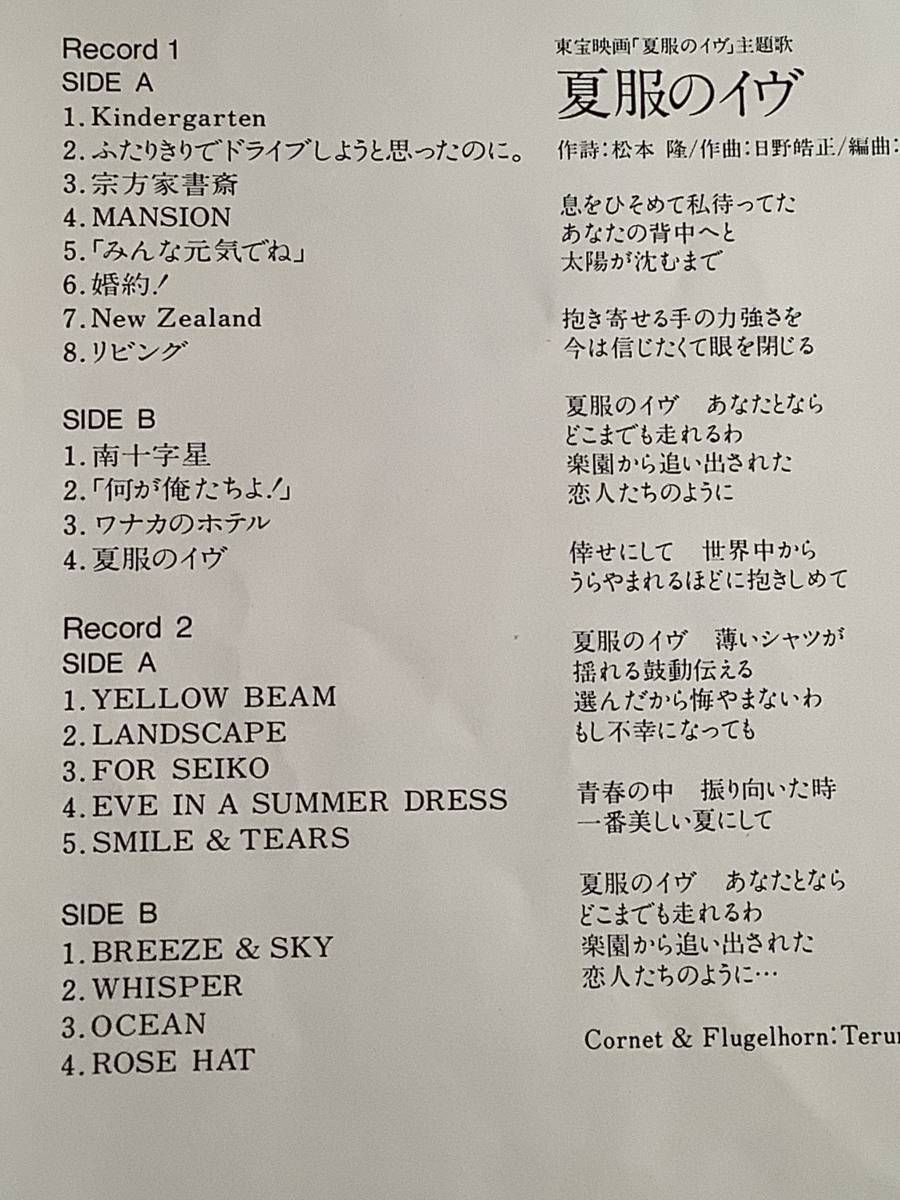 Record 1
SIDE A
1.Kindergarten
2.ふたりきりでドライブしようと思ったのに。
3.宗方家書斎
4.MANSION
5.「みんな元気でね」
6.婚約!
7.New Zealand
8.リビング
SIDE B
1.南十字星
2.「何が俺たちよ!」
3.ワナカのホテル
4.夏服のイヴ
Record 2
SIDE A
1.YELLOW BEAM
2.LANDSCAPE
3.FOR SEIKO
4.EVE IN A SUMMER DRESS
5.SMILE & TEARS
SIDE B
1.BREEZE & SKY
2.WHISPER
3.OCEAN
4.ROSE HAT
東宝映画「夏服のイヴ」主題歌
夏服のイヴ
作詩:松本 隆/作曲:日野皓正/編曲:
息をひそめて私待ってた
あなたの背中へと
太陽が沈むまで
抱き寄せる手の力強さを
今は信じたくて眼を閉じる
夏服のイヴ あなたとなら
どこまでも走れるわ
楽園から追い出された
恋人たちのように
倖せにして 世界中から
うらやまれるほどに抱きしめて
夏服のイヴ 薄いシャツが
揺れる鼓動伝える
選んだから悔やまないわ
もし不幸になっても
青春の中 振り向いた時
一番美しい夏にして
夏服のイヴ あなたとなら
どこまでも走れるわ
楽園から追い出された
恋人たちのように…
Cornet & Flugelhorn: